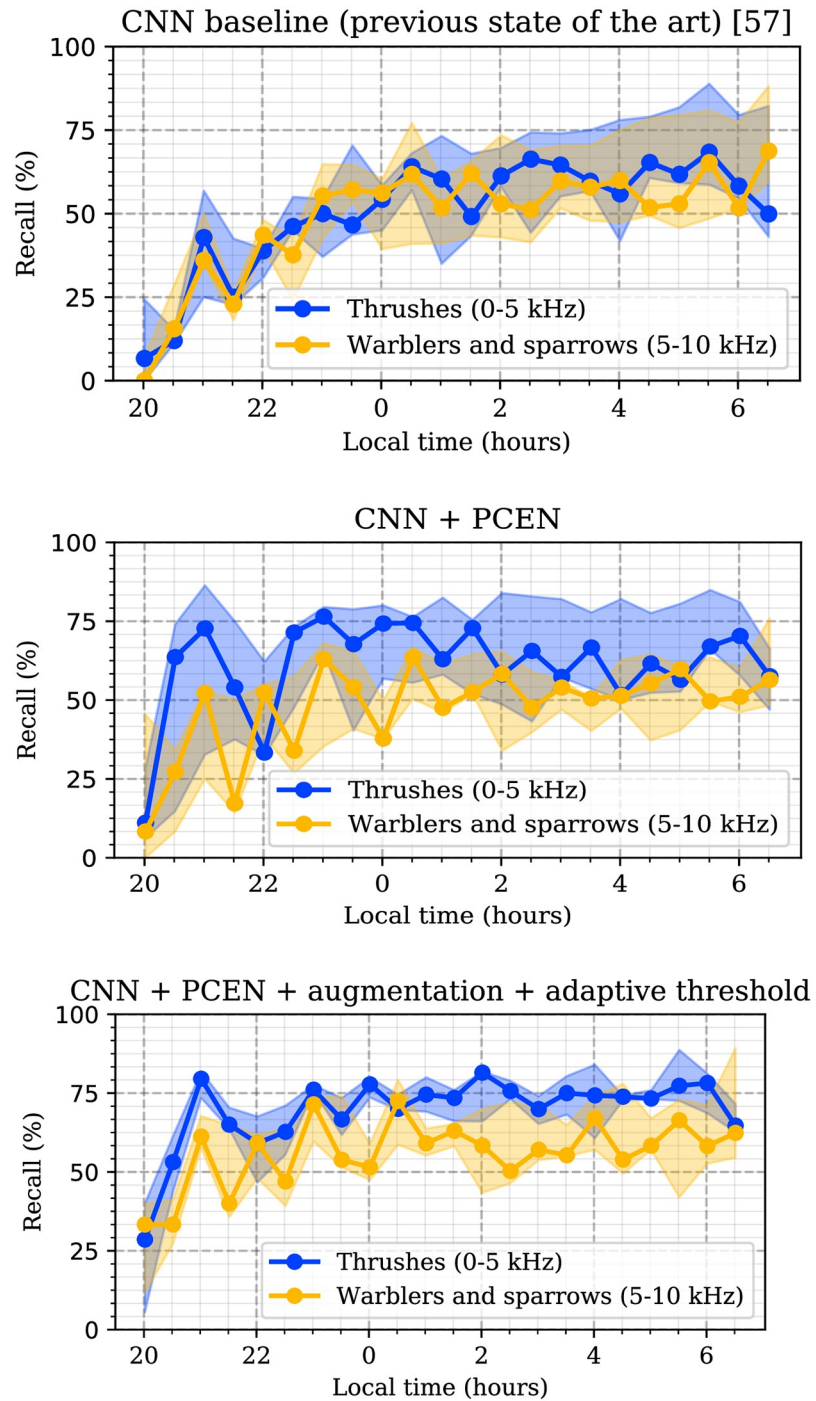 CNN baseline (previous state of the art) [57]
100
75
50
25
0
Recall (%)
Thrushes (0-5 kHz)
Warblers and sparrows (5-10 kHz)
20 22 0 2 4 6
Local time (hours)
CNN + PCEN
100
75
50
25
0
Recall (%)
Thrushes (0-5 kHz)
Warblers and sparrows (5-10 kHz)
20 22 0 2 4 6
Local time (hours)
CNN + PCEN + augmentation + adaptive threshold
100
75
50
25
0
Recall (%)
Thrushes (0-5 kHz)
Warblers and sparrows (5-10 kHz)
20 22 0 2 4 6
Local time (hours)